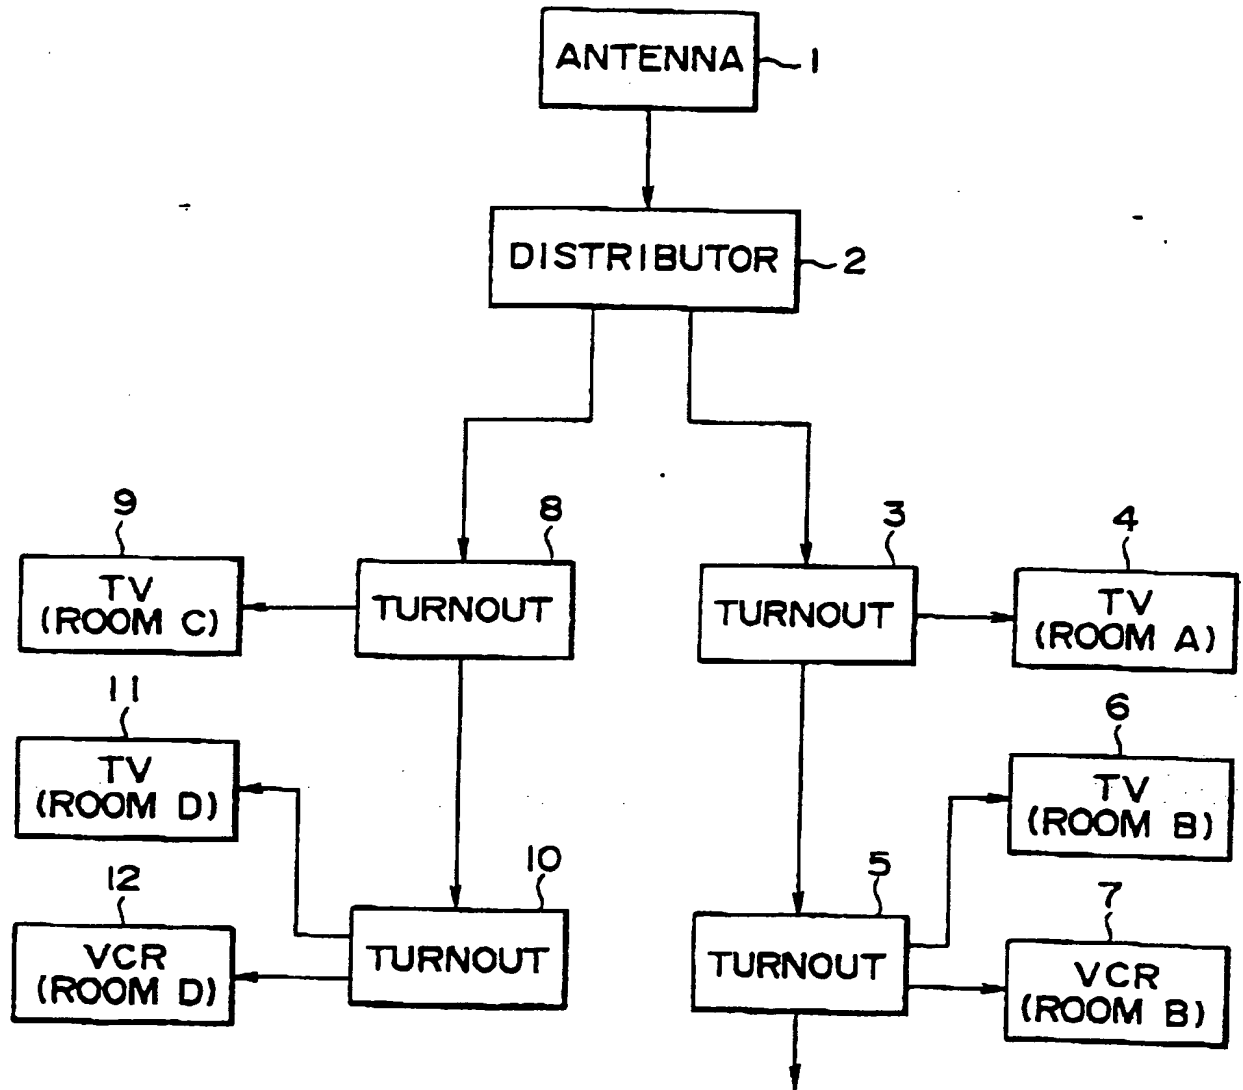 ANTENNA
1
DISTRIBUTOR
2
9
8
3
4
TV
(ROOM C)
TURNOUT
TURNOUT
TV
(ROOM A)
11
6
TV
(ROOM D)
TV
(ROOM B)
12
10
5
7
VCR
(ROOM D)
TURNOUT
TURNOUT
VCR
(ROOM B)